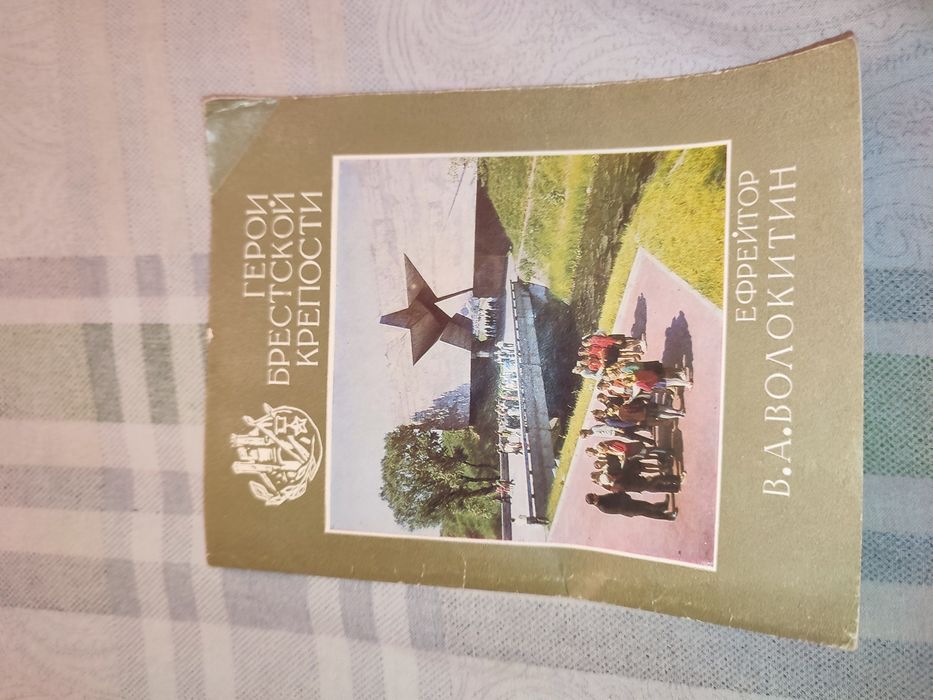 ГЕРОИ
БРЕСТСКОЙ
КРЕПОСТИ
ЕФРЕЙТОР
В.А.ВОЛОКИТИН